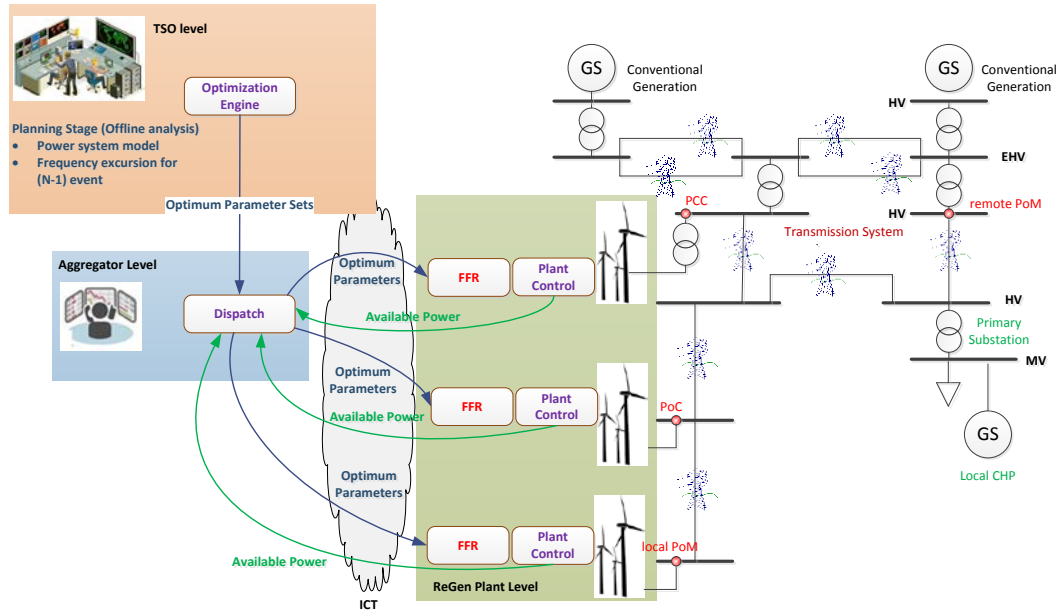 TSO level
Optimization
Engine
Planning Stage (Offline analysis)
• Power system model
• Frequency excursion for
(N-1) event
Optimum Parameter Sets
Aggregator Level
Dispatch
Optimum
Parameters
Available Power
Optimum
Parameters
Available Power
Optimum
Parameters
Available Power
ICT
FFR
Plant
Control
FFR
Plant
Control
FFR
Plant
Control
ReGen Plant Level
GS
Conventional
Generation
GS
Conventional
Generation
HV
EHV
PCC
HV
remote PoM
Transmission System
HV
Primary
Substation
MV
PoC
GS
Local CHP
local PoM